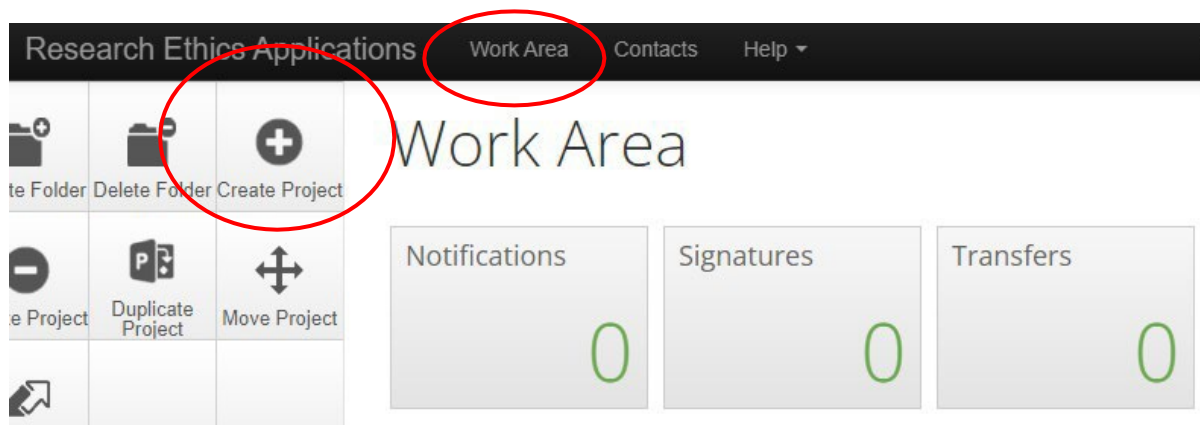 Research Ethics Applications Work Area Contacts Help
te Folder Delete Folder Create Project
Work Area
e Project Duplicate Project Move Project
Notifications Signatures Transfers
0 0 0